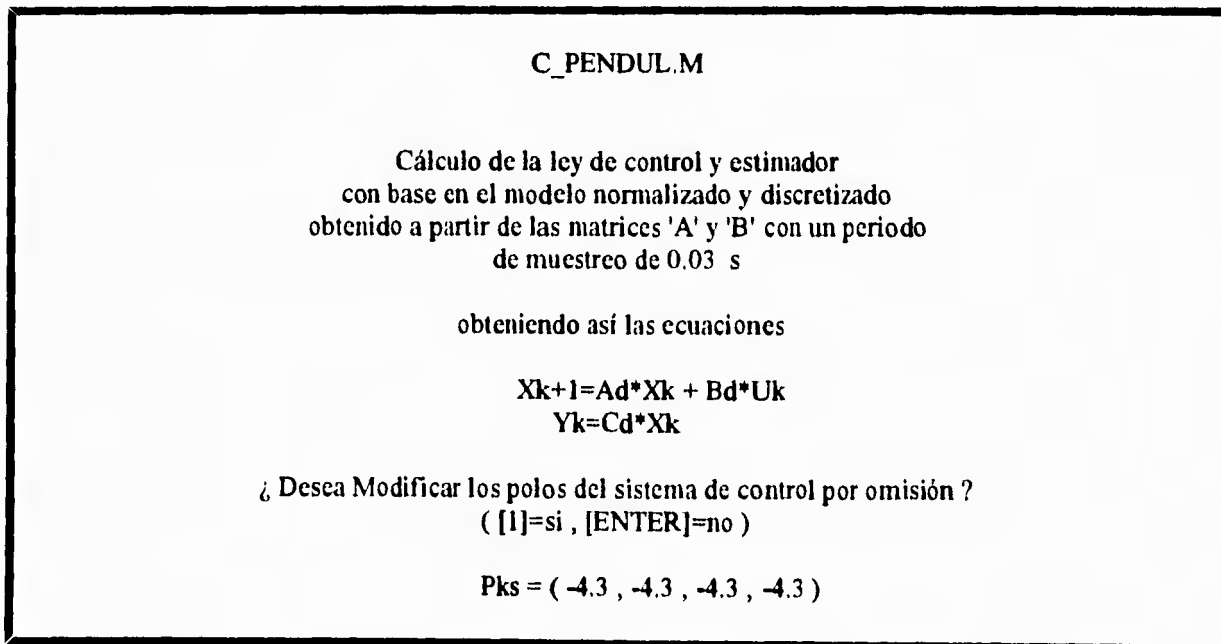 C_PENDUL.M
Cálculo de la ley de control y estimador
con base en el modelo normalizado y discretizado
obtenido a partir de las matrices 'A' y 'B' con un periodo
de muestreo de 0.03 s
obteniendo así las ecuaciones
Xk+1=Ad*Xk + Bd*Uk
Yk=Cd*Xk
¿ Desea Modificar los polos del sistema de control por omisión ?
( [1]=si , [ENTER]=no )
Pks = ( -4.3 , -4.3 , -4.3 , -4.3 )